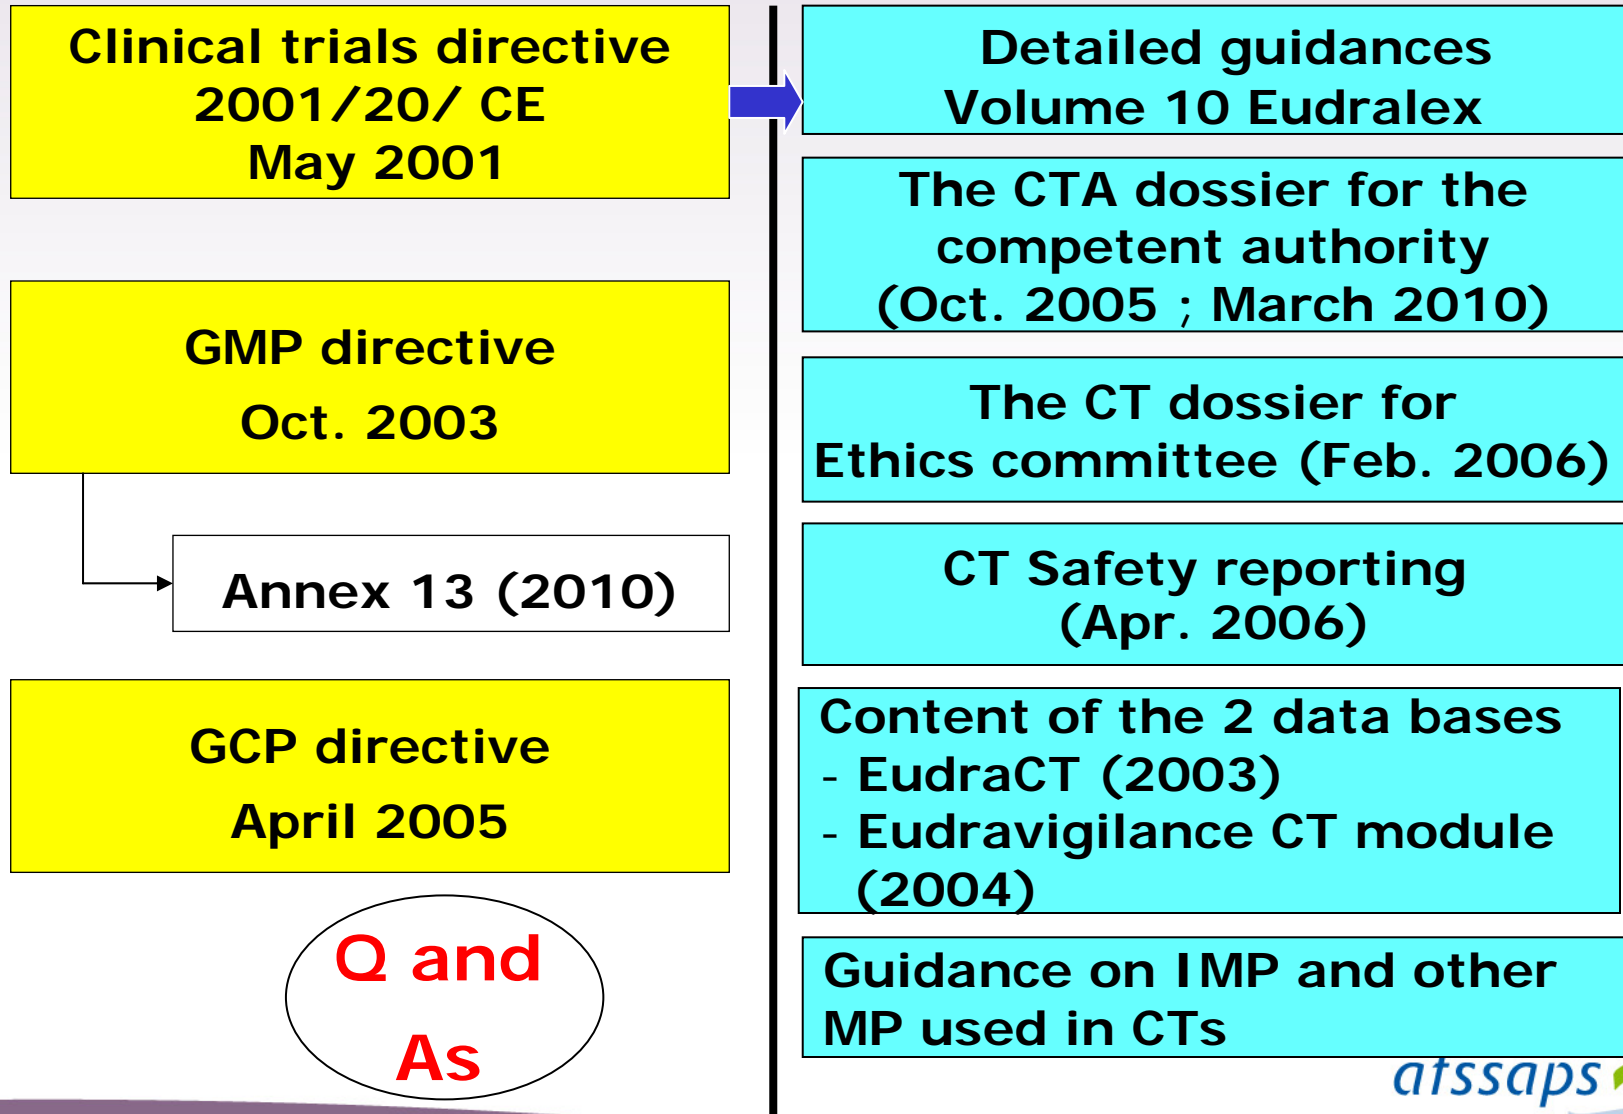 Clinical trials directive
2001/20/ CE
May 2001
GMP directive
Oct. 2003
Annex 13 (2010)
GCP directive
April 2005
Q and
As
Detailed guidances
Volume 10 Eudralex
The CTA dossier for the
competent authority
(Oct. 2005 ; March 2010)
The CT dossier for
Ethics committee (Feb. 2006)
CT Safety reporting
(Apr. 2006)
Content of the 2 data bases
- EudraCT (2003)
- Eudravigilance CT module
(2004)
Guidance on IMP and other
MP used in CTs
afssaps